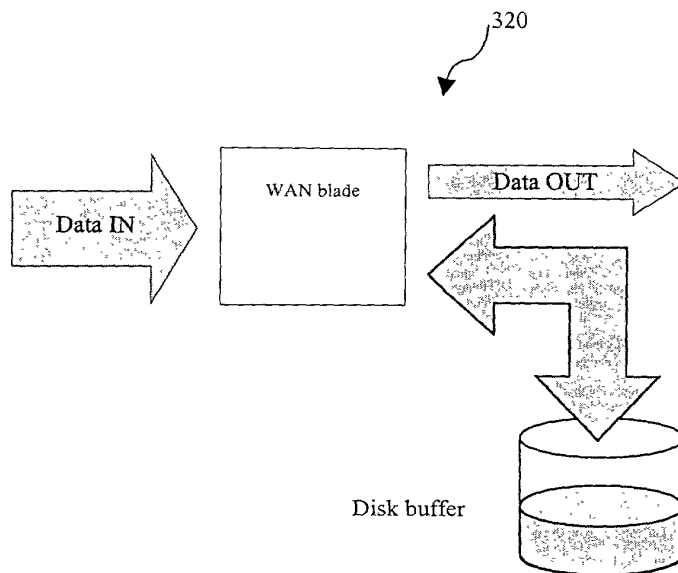 320
WAN blade
Data IN
Data OUT
Disk buffer